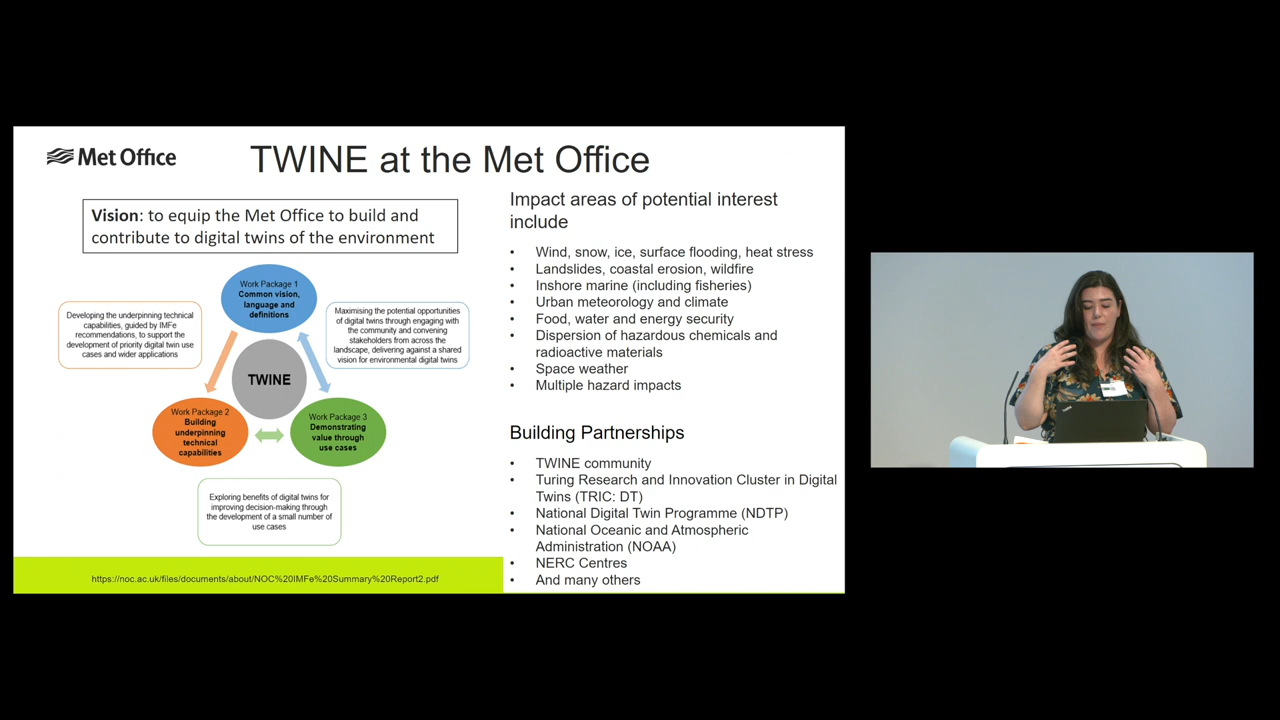 Met Office
TWINE at the Met Office
Vision: to equip the Met Office to build and
contribute to digital twins of the environment
Work Package 1
Common vision,
language and
definitions
Developing the underpinning technical
capabilities, guided by IMFe
recommendations, to support the
development of priority digital twin use
cases and wider applications
Maximising the potential opportunities
of digital twins through engaging with
the community and convening
stakeholders from across the
landscape, delivering against a shared
vision for environmental digital twins
TWINE
Work Package 2
Building
underpinning
technical
capabilities
Work Package 3
Demonstrating
value through
use cases
Exploring benefits of digital twins for
improving decision-making through
the development of a small number of
use cases
https://noc.ac.uk/files/documents/about/NOC%20IMFe%20Summary%20Report2.pdf
Impact areas of potential interest
include
• Wind, snow, ice, surface flooding, heat stress
• Landslides, coastal erosion, wildfire
• Inshore marine (including fisheries)
• Urban meteorology and climate
• Food, water and energy security
• Dispersion of hazardous chemicals and
radioactive materials
• Space weather
• Multiple hazard impacts
Building Partnerships
• TWINE community
• Turing Research and Innovation Cluster in Digital
Twins (TRIC: DT)
• National Digital Twin Programme (NDTP)
• National Oceanic and Atmospheric
Administration (NOAA)
• NERC Centres
• And many others